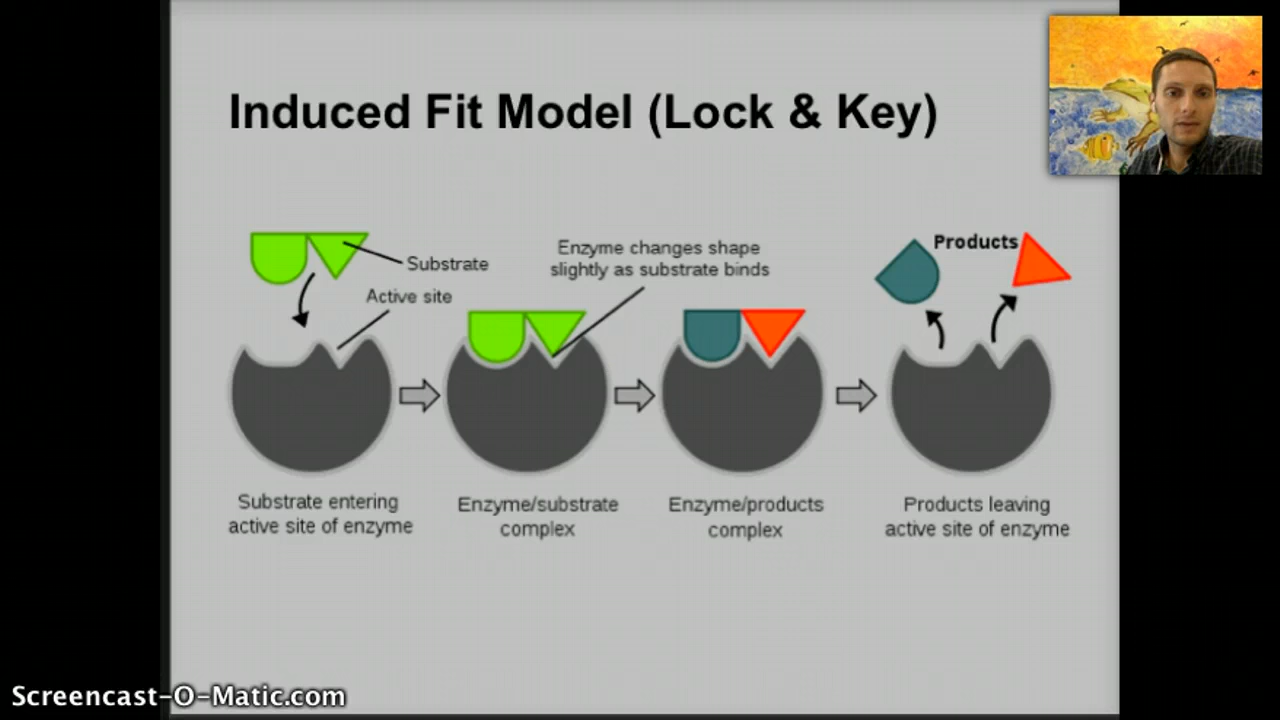 Induced Fit Model (Lock & Key)
Products
Enzyme changes shape
slightly as substrate binds
Substrate
Active site
Substrate entering
active site of enzyme
Enzyme/substrate
complex
Enzyme/products
complex
Products leaving
active site of enzyme
Screencast-O-Matic.com